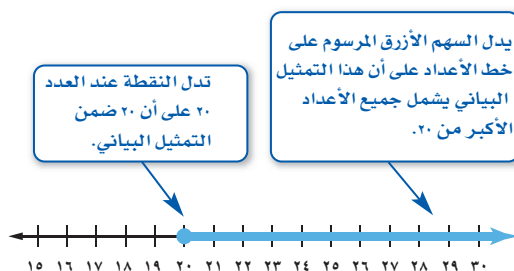 يدل السهم الأزرق المرسوم على
خط الأعداد على أن هذا التمثيل
البياني يشمل جميع الأعداد
الأكبر من ٢٠.
تدل النقطة عند العدد
٢٠ على أن ٢٠ ضمن
التمثيل البياني.
١٥ ١٦ ١٧ ١٨ ١٩ ٢٠ ٢١ ٢٢ ٢٣ ٢٤ ٢٥ ٢٦ ٢٧ ٢٨ ٢٩ ٣٠